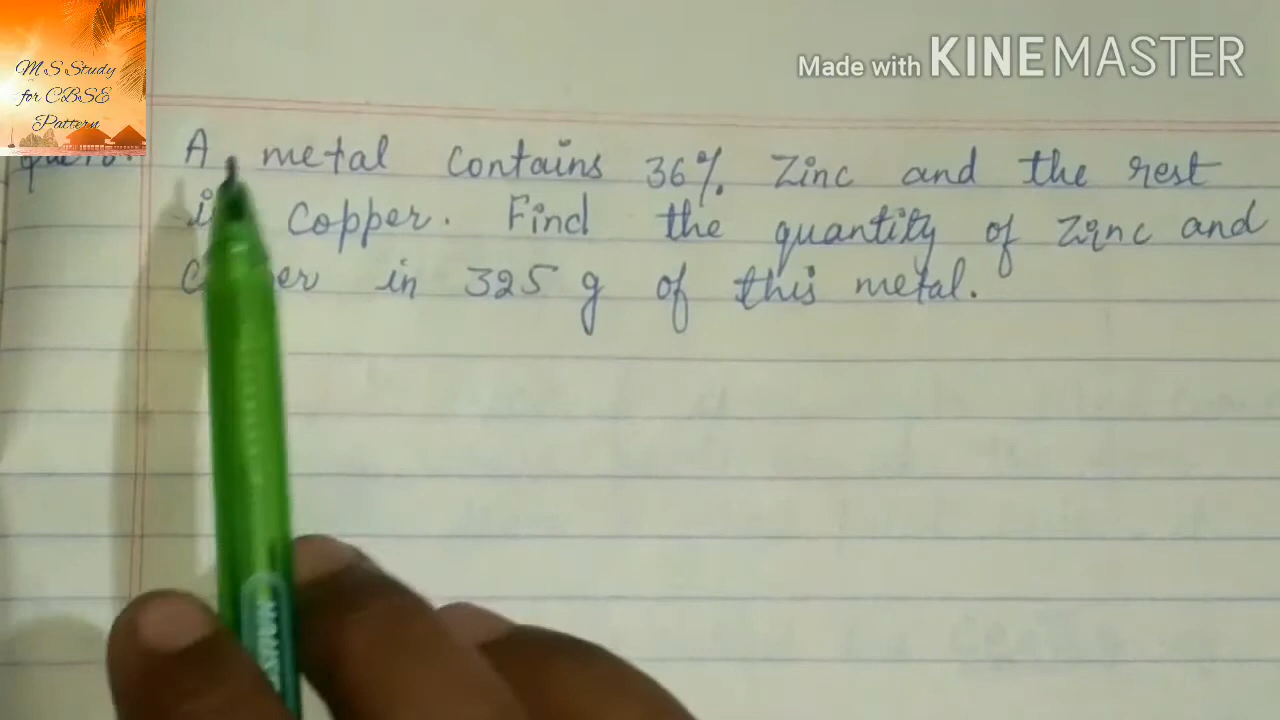 M.S Study
for CBSE
Pattern
Made with KINEMASTER
A metal contains 36% Zinc and the rest
Copper. Find the quantity of Zinc and
in 325 g of this metal.